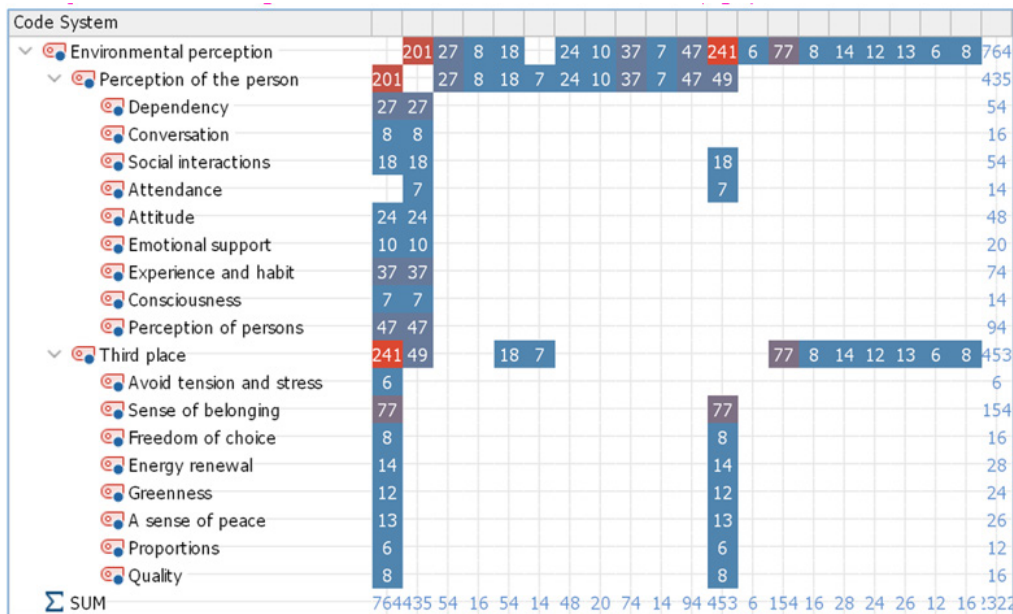 Code System
Environmental perception 201 27 8 18 24 10 37 7 47 241 6 77 8 14 12 13 6 8 764
Perception of the person 201 27 8 18 7 24 10 37 7 47 49 435
Dependency 27 27 54
Conversation 8 8 16
Social interactions 18 18 18 54
Attendance 7 7 14
Attitude 24 24 48
Emotional support 10 10 20
Experience and habit 37 37 74
Consciousness 7 7 14
Perception of persons 47 47 94
Third place 241 49 18 7 77 8 14 12 13 6 8 453
Avoid tension and stress 6 6
Sense of belonging 77 77 154
Freedom of choice 8 8 16
Energy renewal 14 14 28
Greenness 12 12 24
A sense of peace 13 13 26
Proportions 6 6 12
Quality 8 8 16
Σ SUM 764 435 54 16 54 14 48 20 74 14 94 453 6 154 16 28 24 26 12 16 2322